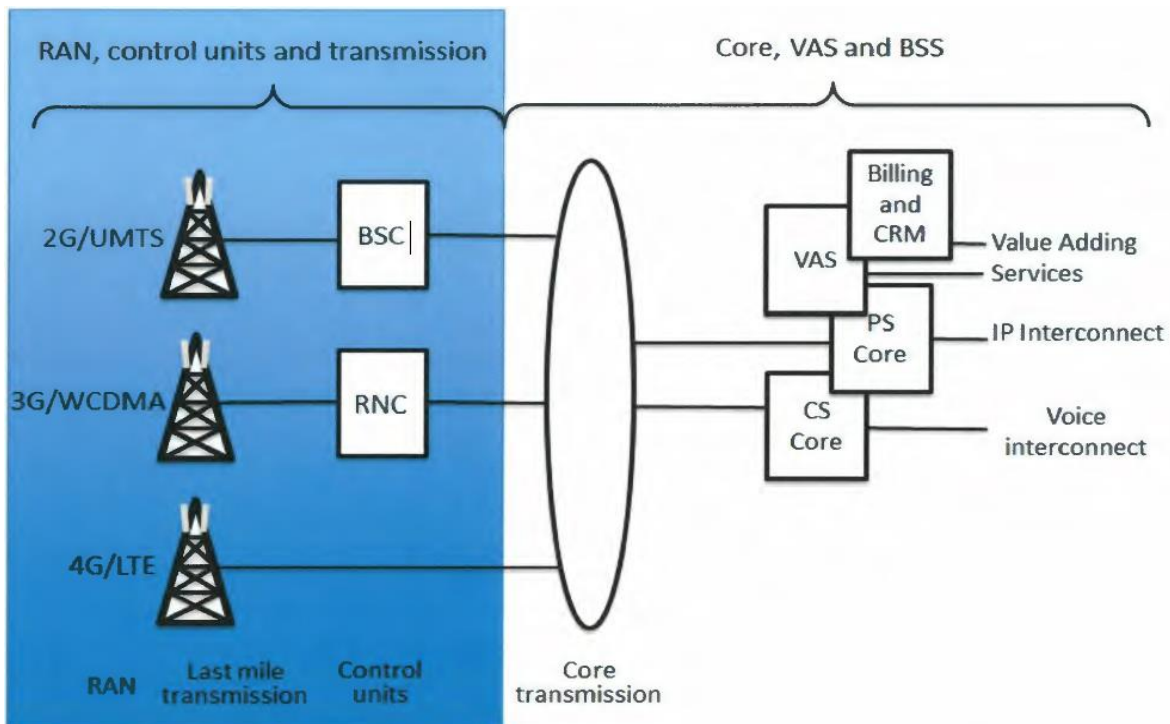 RAN, control units and transmission
Core, VAS and BSS
2G/UMTS
BSC
Billing
and
CRM
VAS
Value Adding
Services
PS
Core
IP Interconnect
3G/WCDMA
RNC
CS
Core
Voice
interconnect
4G/LTE
RAN
Last mile
transmission
Control
units
Core
transmission